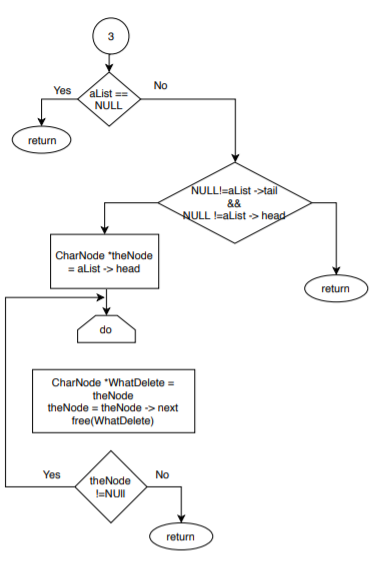 3
Yes
No
aList ==
NULL
return
NULL!=aList ->tail
&&
NULL !=aList -> head
CharNode *theNode
= aList -> head
return
do
CharNode *WhatDelete =
theNode
theNode = theNode -> next
free(WhatDelete)
Yes
No
theNode
!=NUll
return